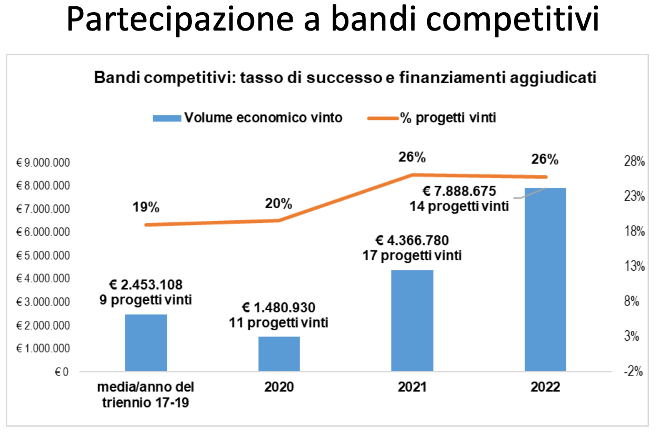 Partecipazione a bandi competitivi
Bandi competitivi: tasso di successo e finanziamenti aggiudicati
Volume economico vinto
% progetti vinti
€ 9.000.000
€ 8.000.000
€ 7.000.000
€ 6.000.000
€ 5.000.000
€ 4.000.000
€ 3.000.000
€ 2.000.000
€ 1.000.000
€ 0
19%
20%
26%
26%
€ 2.453.108
9 progetti vinti
€ 1.480.930
11 progetti vinti
€ 4.366.780
17 progetti vinti
€ 7.888.675
14 progetti vinti
28%
23%
18%
13%
8%
3%
-2%
media/anno del
triennio 17-19
2020
2021
2022